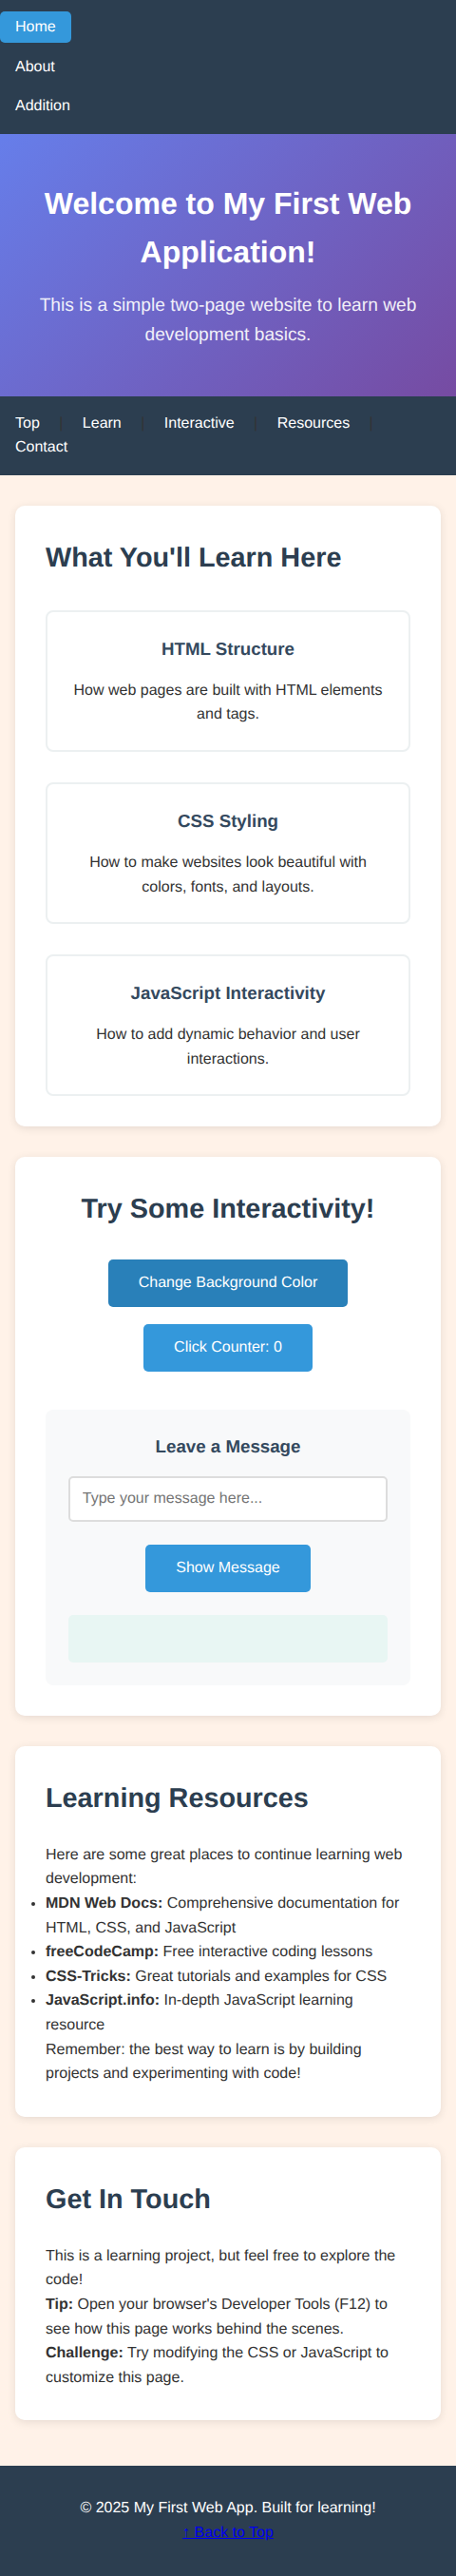 Home
About
Addition
Welcome to My First Web
Application!
This is a simple two-page website to learn web
development basics.
Top | Learn | Interactive | Resources |
Contact
What You'll Learn Here
HTML Structure
How web pages are built with HTML elements
and tags.
CSS Styling
How to make websites look beautiful with
colors, fonts, and layouts.
JavaScript Interactivity
How to add dynamic behavior and user
interactions.
Try Some Interactivity!
Change Background Color
Click Counter: 0
Leave a Message
Type your message here...
Show Message
Learning Resources
Here are some great places to continue learning web
development:
• MDN Web Docs: Comprehensive documentation for
HTML, CSS, and JavaScript
• freeCodeCamp: Free interactive coding lessons
• CSS-Tricks: Great tutorials and examples for CSS
• JavaScript.info: In-depth JavaScript learning
resource
Remember: the best way to learn is by building
projects and experimenting with code!
Get In Touch
This is a learning project, but feel free to explore the
code!
Tip: Open your browser's Developer Tools (F12) to
see how this page works behind the scenes.
Challenge: Try modifying the CSS or JavaScript to
customize this page.
© 2025 My First Web App. Built for learning!
↑ Back to Top